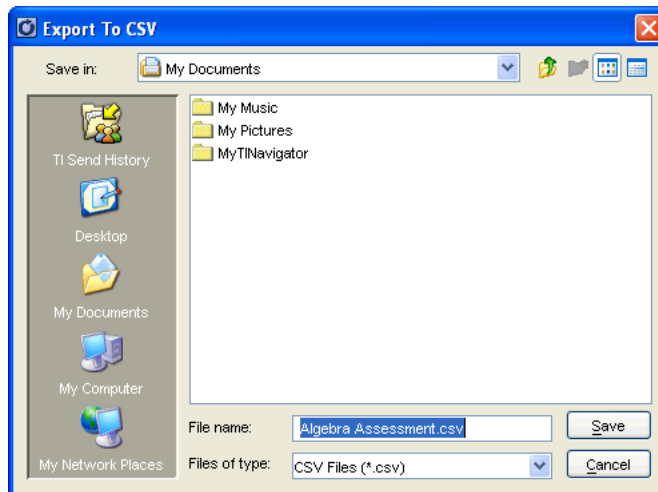 Export To CSV
Save in: My Documents
TI Send History
Desktop
My Documents
My Computer
My Network Places
My Music
My Pictures
MyTINavigator
File name: Algebra Assessment.csv Save
Files of type: CSV Files (*.csv) Cancel